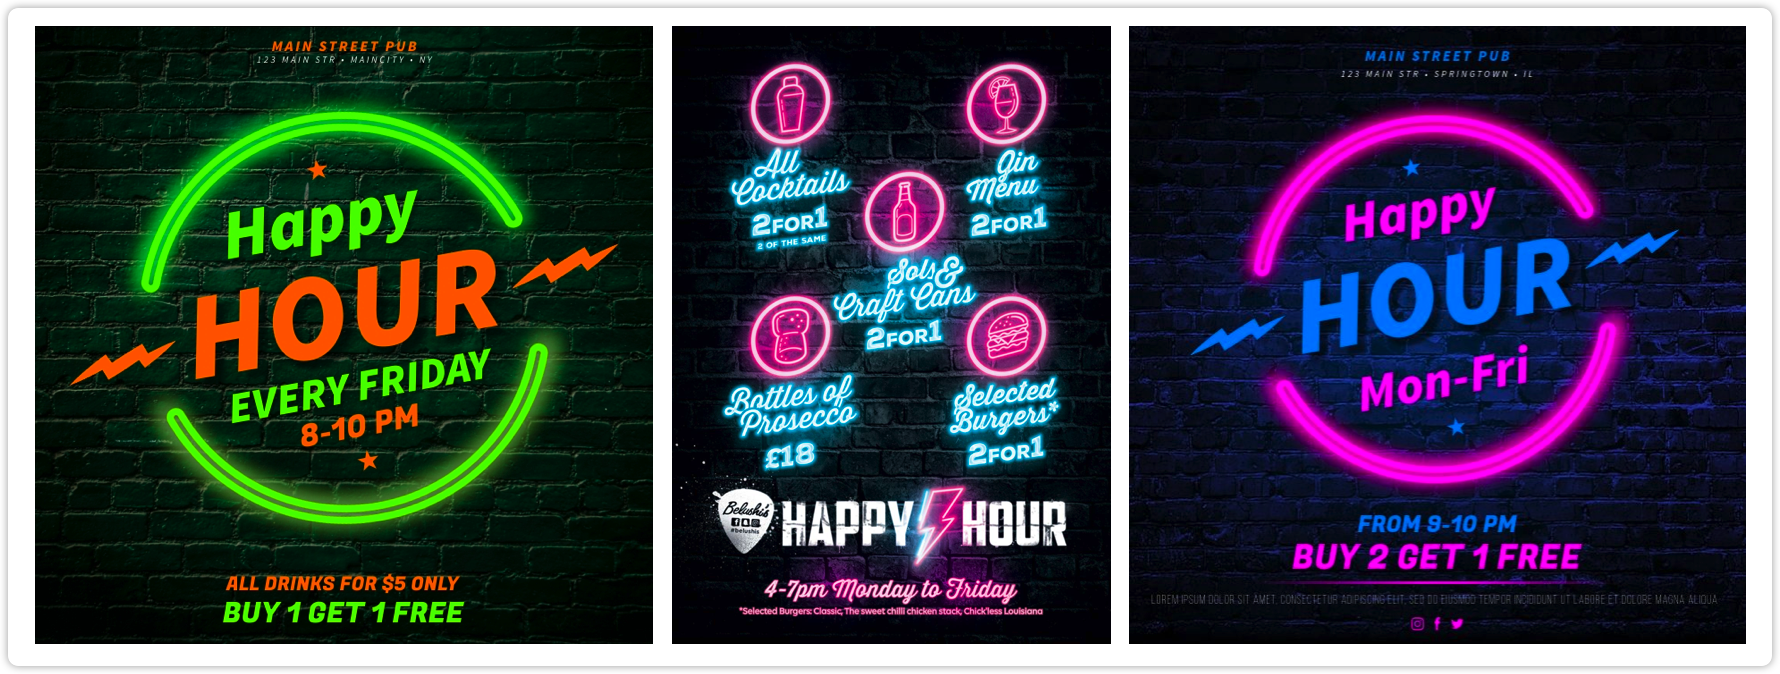 MAIN STREET PUB
123 MAIN STR • MAINCITY • NY
Happy
HOUR
EVERY FRIDAY
8-10 PM
ALL DRINKS FOR $5 ONLY
BUY 1 GET 1 FREE
All
Cocktails
2FOR1
2 OF THE SAME
Gin
Menu
2FOR1
Sols &
Craft Cans
2FOR1
Bottles of
Prosecco
£18
Selected
Burgers*
2FOR1
Belushi's
#belushis
HAPPY HOUR
4-7pm Monday to Friday
*Selected Burgers: Classic, The sweet chilli chicken stack, Chick'less Louisiana
MAIN STREET PUB
123 MAIN STR • SPRINGTOWN • IL
Happy
HOUR
Mon-Fri
FROM 9-10 PM
BUY 2 GET 1 FREE
LOREM IPSUM DOLOR SIT AMET, CONSECTETUR ADIPISCING ELIT, SED DO EIUSMOD TEMPOR INCIDIDUNT UT LABORE ET DOLORE MAGNA ALIQUA